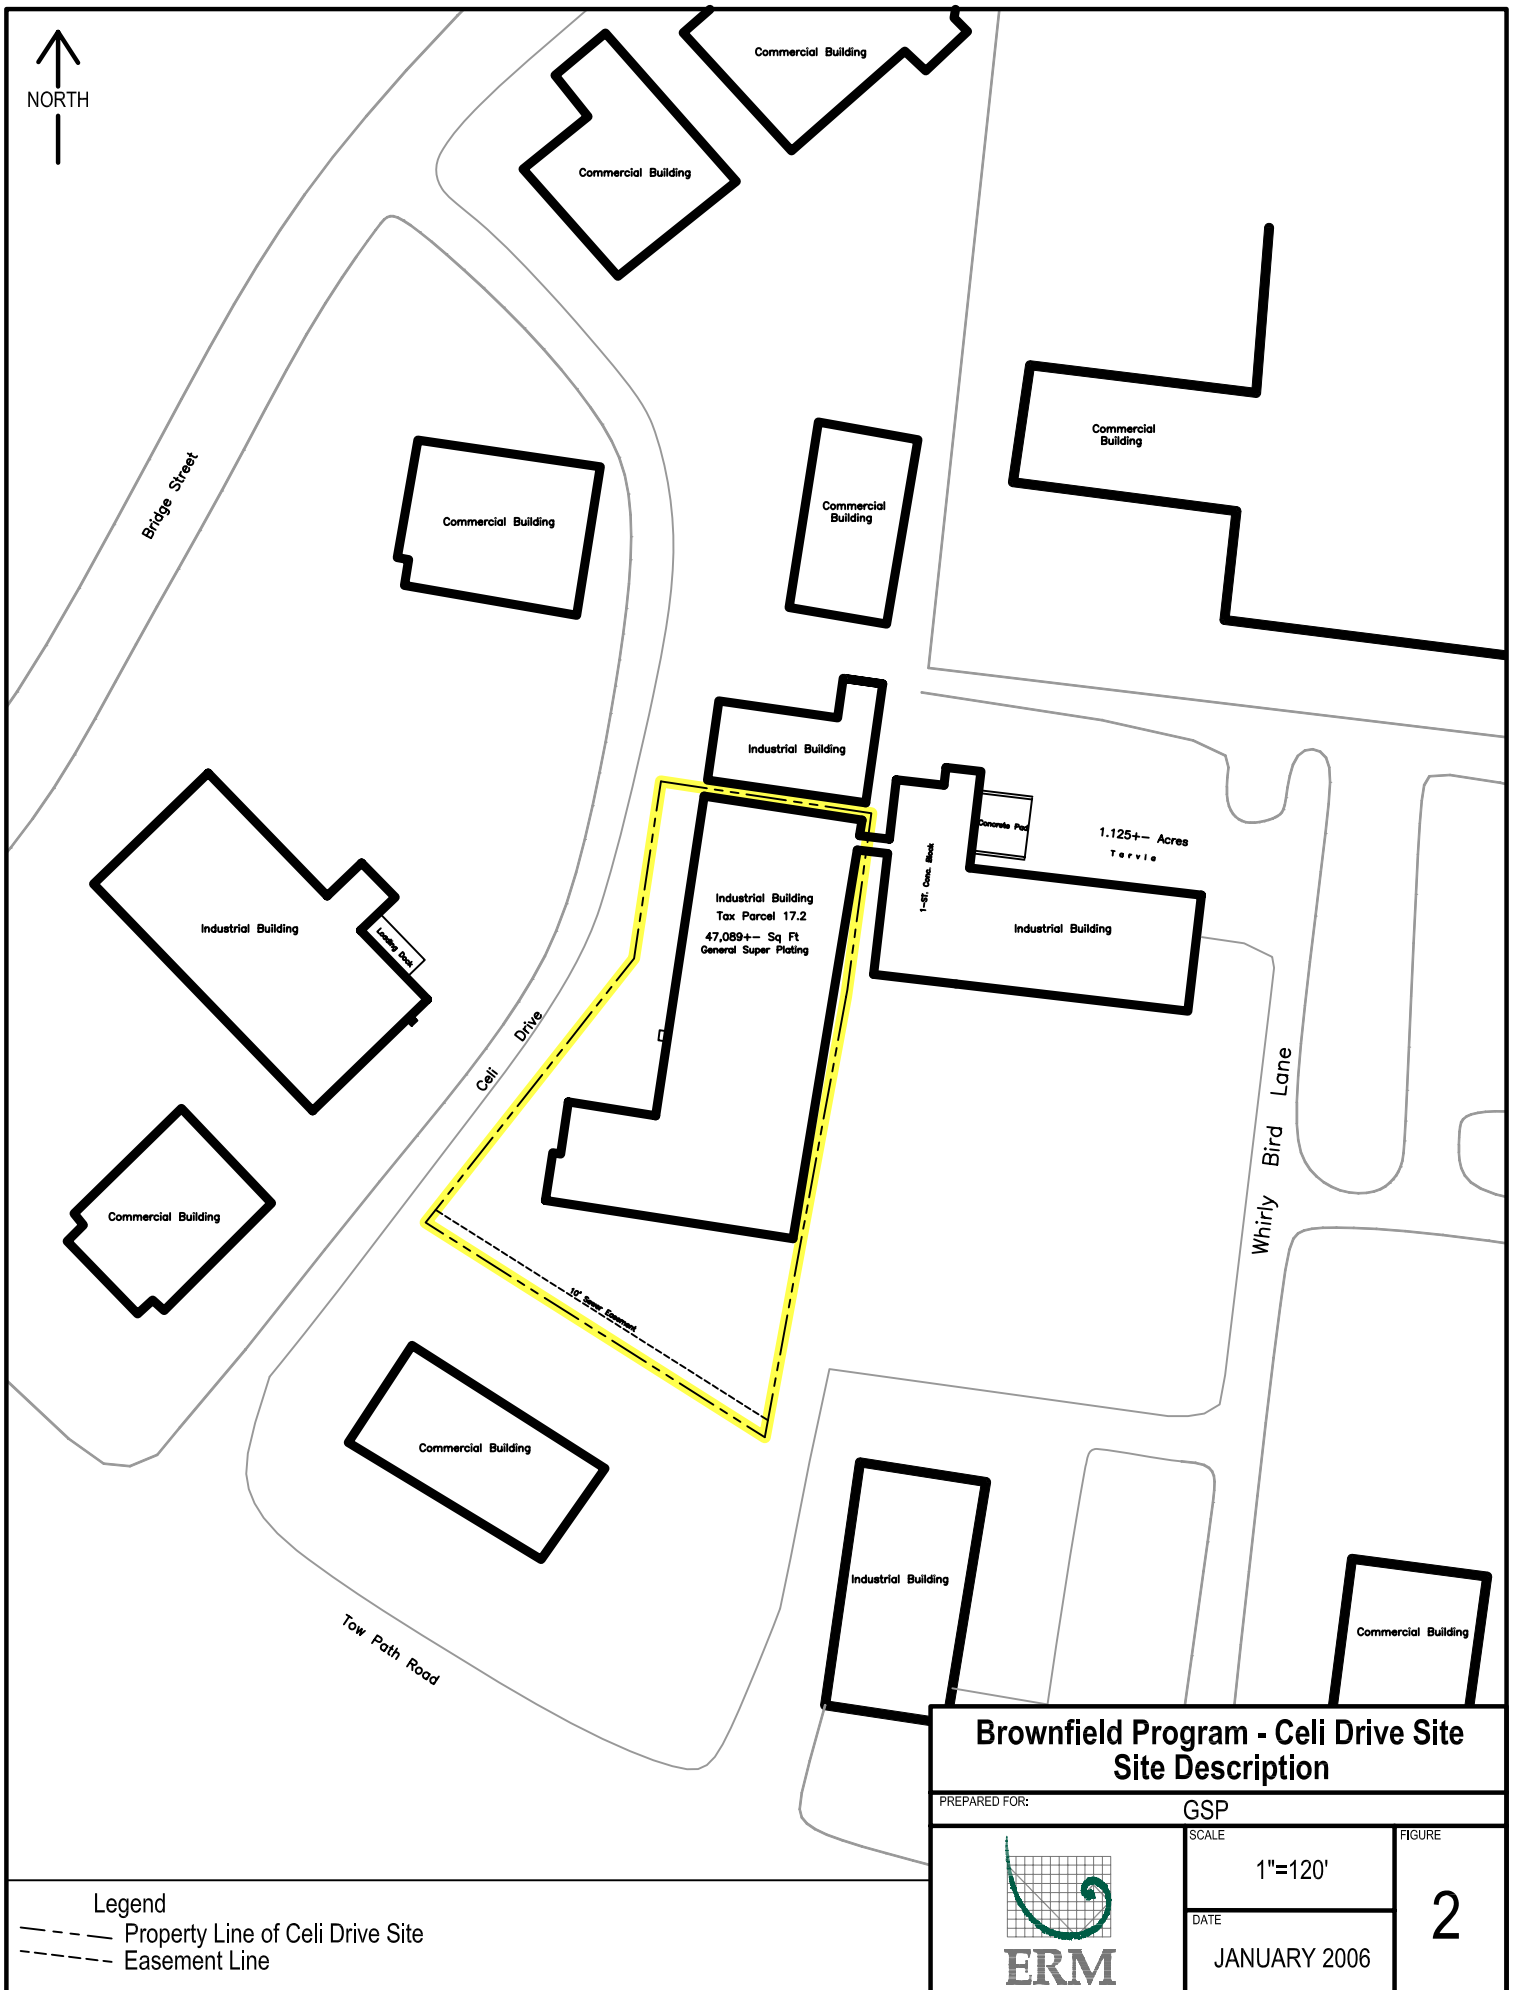 NORTH
Commercial Building
Commercial Building
Commercial
Building
Bridge Street
Commercial Building
Commercial
Building
Industrial Building
Concrete Pad
1.125+- Acres
Tarvia
1-ST. Conc. Block
Industrial Building
Industrial Building
Tax Parcel 17.2
47,089+- Sq Ft
General Super Plating
Industrial Building
Loading Dock
Celi Drive
Whirly Bird Lane
Commercial Building
10' Sewer Easement
Commercial Building
Industrial Building
Commercial Building
Tow Path Road
Brownfield Program - Celi Drive Site
Site Description
PREPARED FOR:
GSP
SCALE
1"=120'
FIGURE
2
DATE
JANUARY 2006
ERM
Legend
Property Line of Celi Drive Site
Easement Line